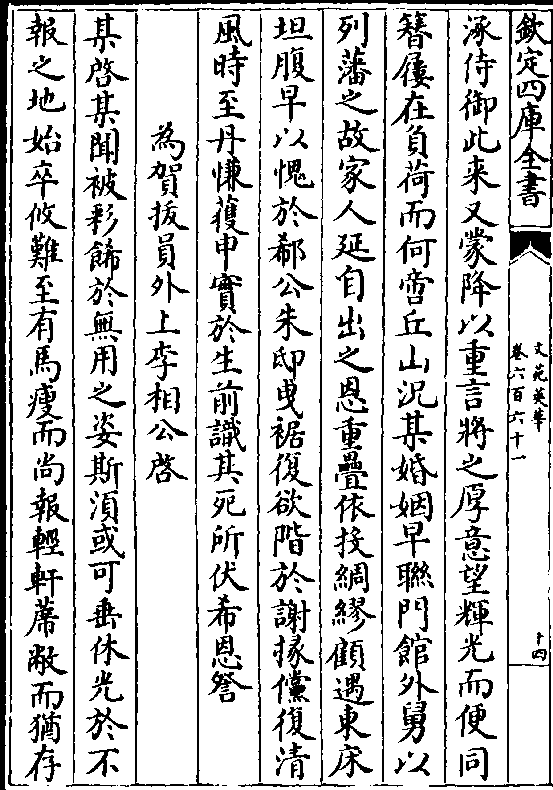 欽定四庫全書
文苑英華
卷六百六十一
十四
涿侍御此来又蒙降以重言將之厚意望輝光而便同
簪屨在負荷而何啻丘山況某婚姻早聯門館外舅以
列藩之故家人延自出之恩重疊依投綢繆顧遇東床
坦腹早以愧於郗公朱邸曵裾復欲階於謝掾儻復清
風時至丹慊獲申實於生前識其死所伏希恩詧
為賀拔員外上李相公啓
某啓某聞被彩飾於無用之姿斯湏或可垂休光於不
報之地始卒攸難至有馬瘦而尚報輕軒蓆敝而猶存